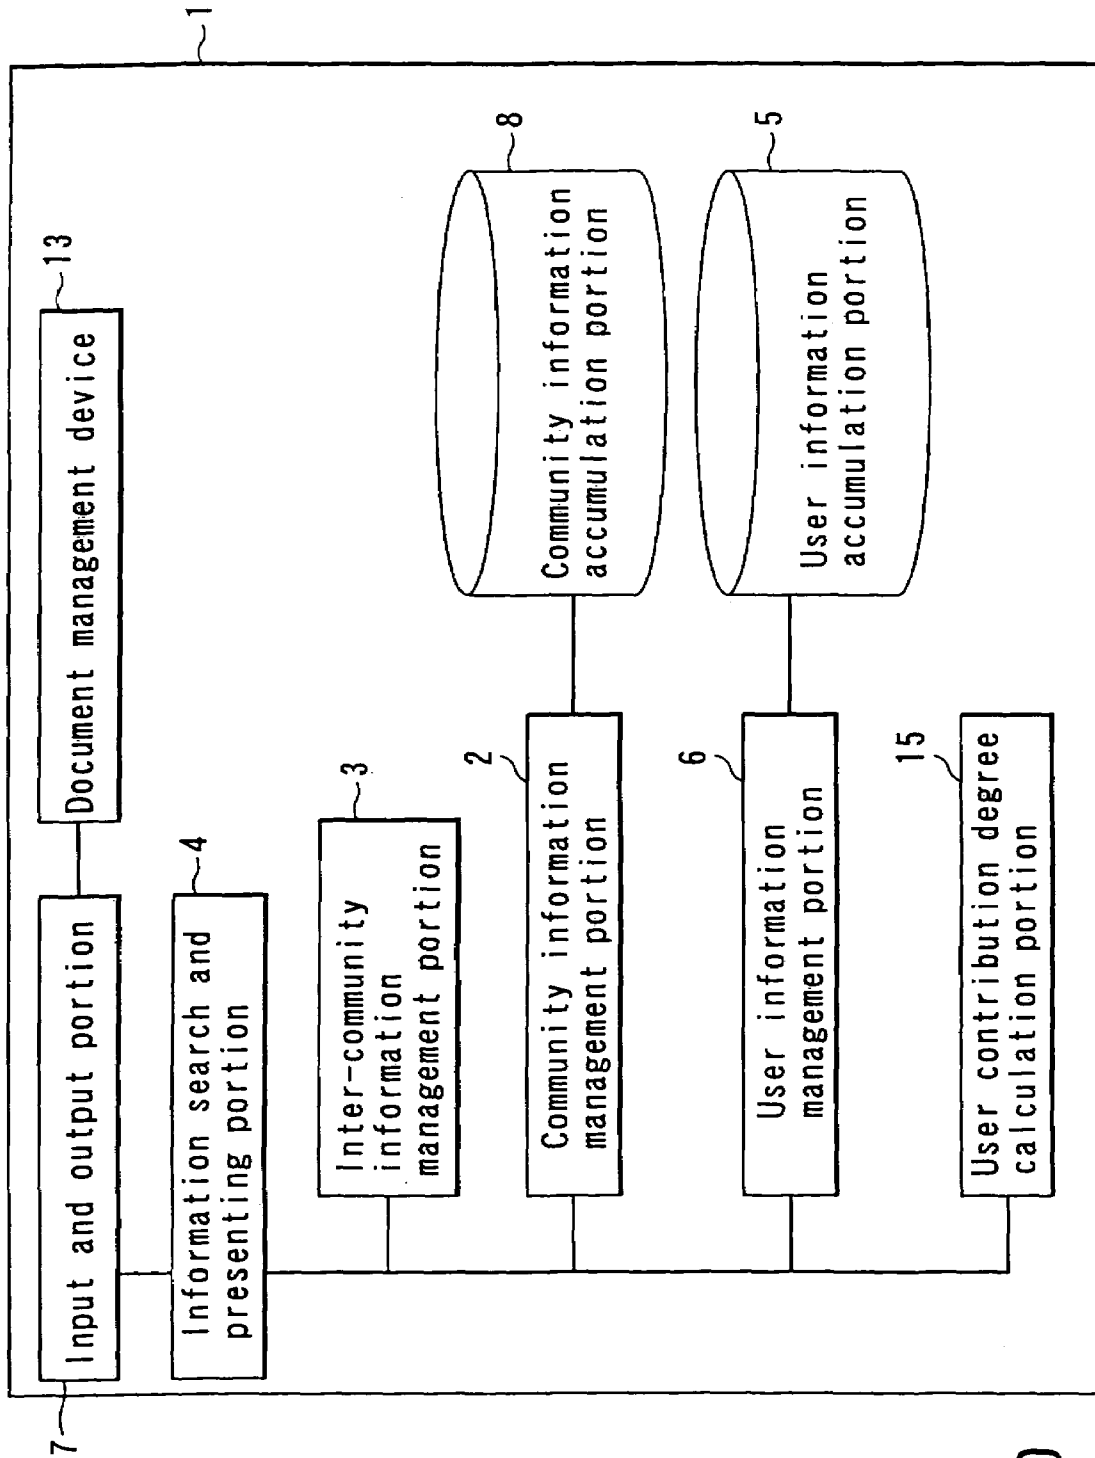 1
Input and output portion
7
Document management device
13
Information search and
presenting portion
4
Inter-community
information
management portion
3
Community information
management portion
2
Community information
accumulation portion
8
User information
management portion
6
User information
accumulation portion
5
User contribution degree
calculation portion
15